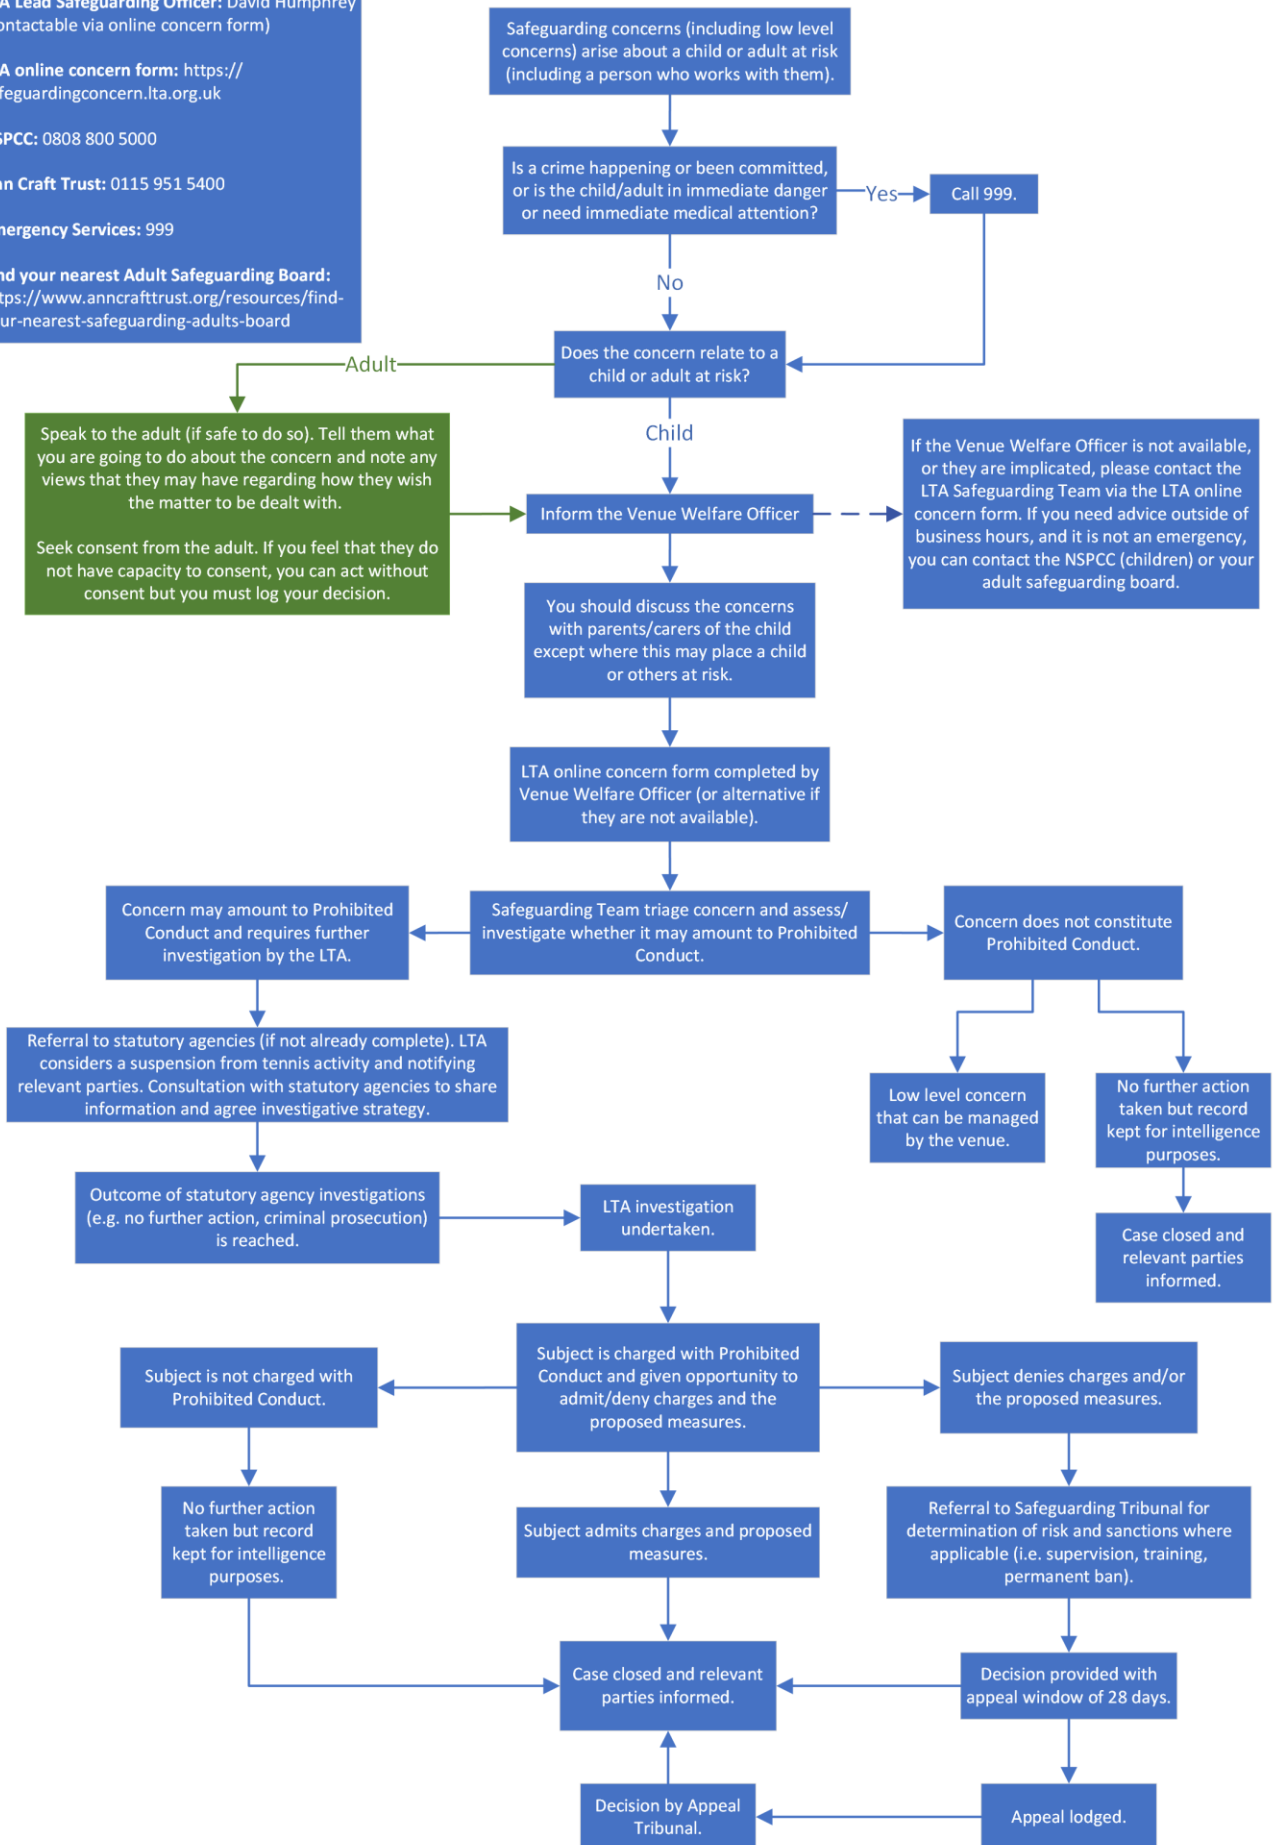 Lead Safeguarding Officer: David Humphrey
ontactable via online concern form)
online concern form: https://
feguardingconcern.lta.org.uk
SPCC: 0808 800 5000
nn Craft Trust: 0115 951 5400
mergency Services: 999
nd your nearest Adult Safeguarding Board:
tps://www.anncrafttrust.org/resources/find-
ur-nearest-safeguarding-adults-board
Safeguarding concerns (including low level
concerns) arise about a child or adult at risk
(including a person who works with them).
Is a crime happening or been committed,
or is the child/adult in immediate danger
or need immediate medical attention?
Yes
Call 999.
No
Does the concern relate to a
child or adult at risk?
Adult
Child
Speak to the adult (if safe to do so). Tell them what
you are going to do about the concern and note any
views that they may have regarding how they wish
the matter to be dealt with.
Seek consent from the adult. If you feel that they do
not have capacity to consent, you can act without
consent but you must log your decision.
Inform the Venue Welfare Officer
If the Venue Welfare Officer is not available,
or they are implicated, please contact the
LTA Safeguarding Team via the LTA online
concern form. If you need advice outside of
business hours, and it is not an emergency,
you can contact the NSPCC (children) or your
adult safeguarding board.
You should discuss the concerns
with parents/carers of the child
except where this may place a child
or others at risk.
LTA online concern form completed by
Venue Welfare Officer (or alternative if
they are not available).
Concern may amount to Prohibited
Conduct and requires further
investigation by the LTA.
Safeguarding Team triage concern and assess/
investigate whether it may amount to Prohibited
Conduct.
Concern does not constitute
Prohibited Conduct.
Referral to statutory agencies (if not already complete). LTA
considers a suspension from tennis activity and notifying
relevant parties. Consultation with statutory agencies to share
information and agree investigative strategy.
Low level concern
that can be managed
by the venue.
No further action
taken but record
kept for intelligence
purposes.
Outcome of statutory agency investigations
(e.g. no further action, criminal prosecution)
is reached.
LTA investigation
undertaken.
Case closed and
relevant parties
informed.
Subject is not charged with
Prohibited Conduct.
Subject is charged with Prohibited
Conduct and given opportunity to
admit/deny charges and the
proposed measures.
Subject denies charges and/or
the proposed measures.
No further action
taken but record
kept for intelligence
purposes.
Subject admits charges and proposed
measures.
Referral to Safeguarding Tribunal for
determination of risk and sanctions where
applicable (i.e. supervision, training,
permanent ban).
Case closed and relevant
parties informed.
Decision provided with
appeal window of 28 days.
Decision by Appeal
Tribunal.
Appeal lodged.